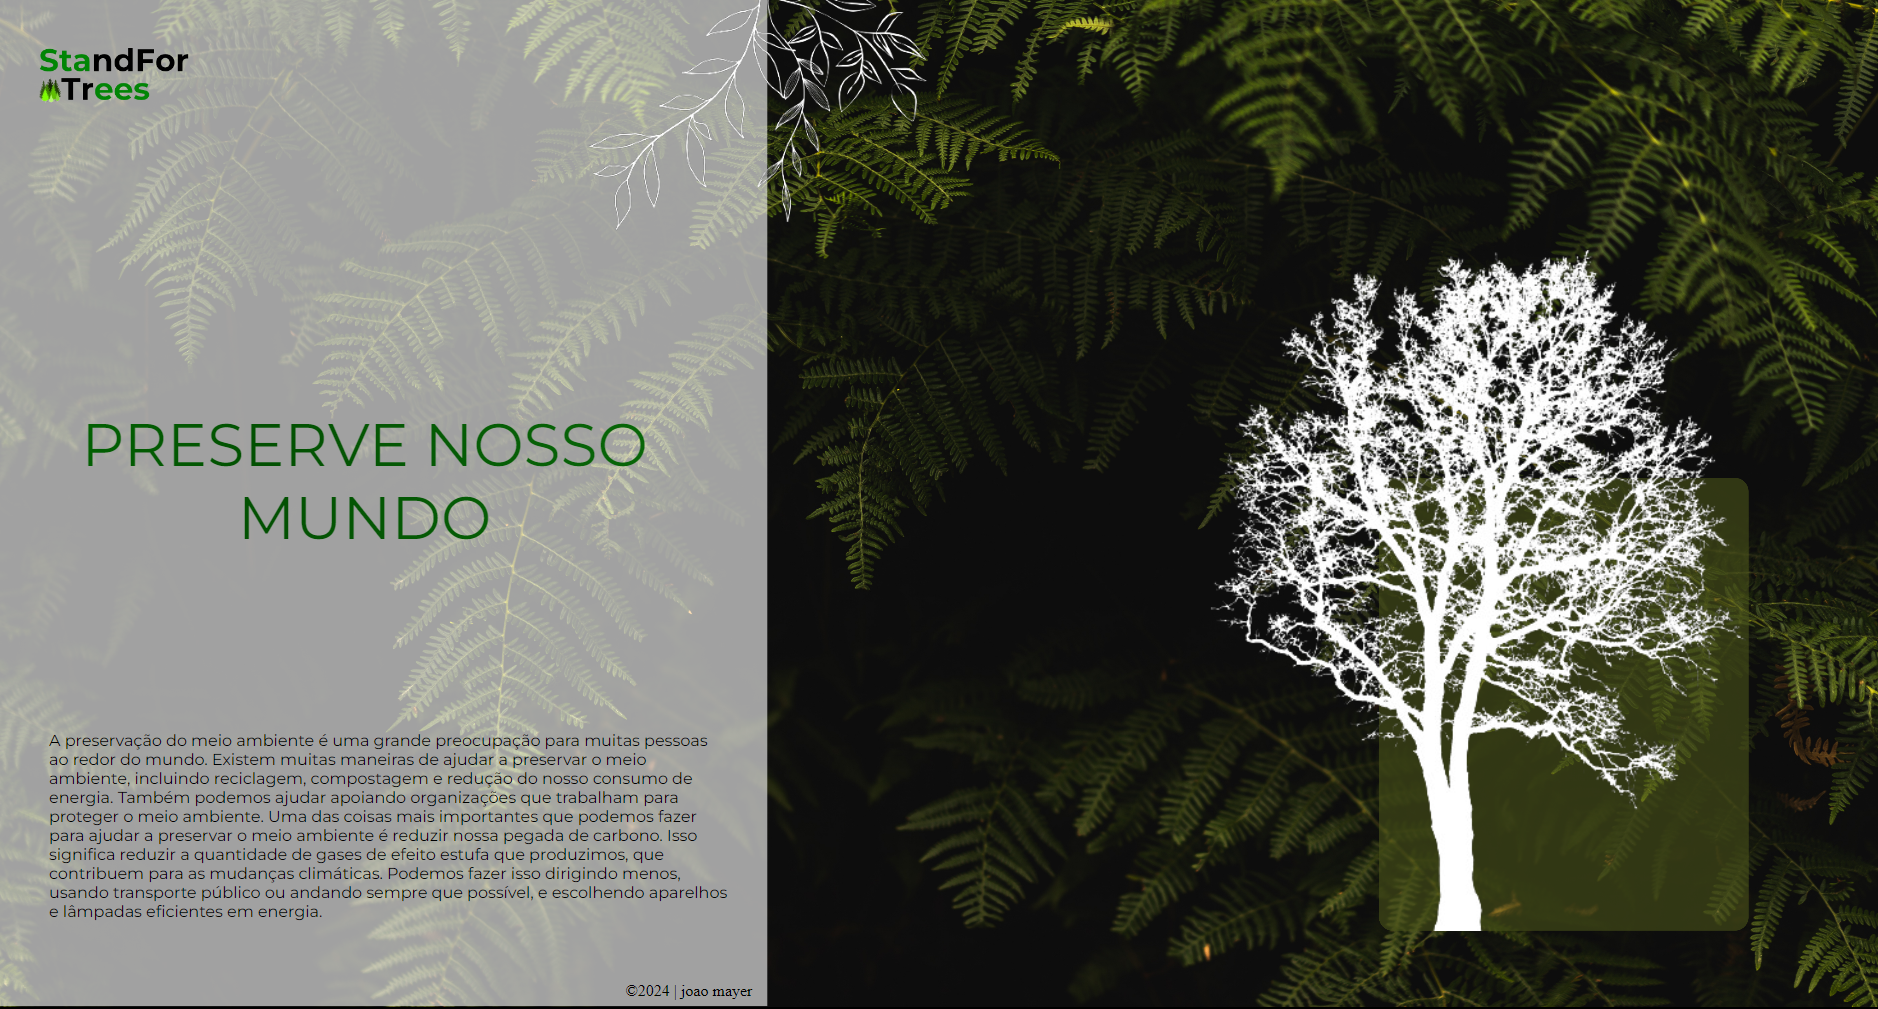 StandFor
Trees
PRESERVE NOSSO
MUNDO
A preservação do meio ambiente é uma grande preocupação para muitas pessoas
ao redor do mundo. Existem muitas maneiras de ajudar a preservar o meio
ambiente, incluindo reciclagem, compostagem e redução do nosso consumo de
energia. Também podemos ajudar apoiando organizações que trabalham para
proteger o meio ambiente. Uma das coisas mais importantes que podemos fazer
para ajudar a preservar o meio ambiente é reduzir nossa pegada de carbono. Isso
significa reduzir a quantidade de gases de efeito estufa que produzimos, que
contribuem para as mudanças climáticas. Podemos fazer isso dirigindo menos,
usando transporte público ou andando sempre que possível, e escolhendo aparelhos
e lâmpadas eficientes em energia.
©2024 | joao mayer